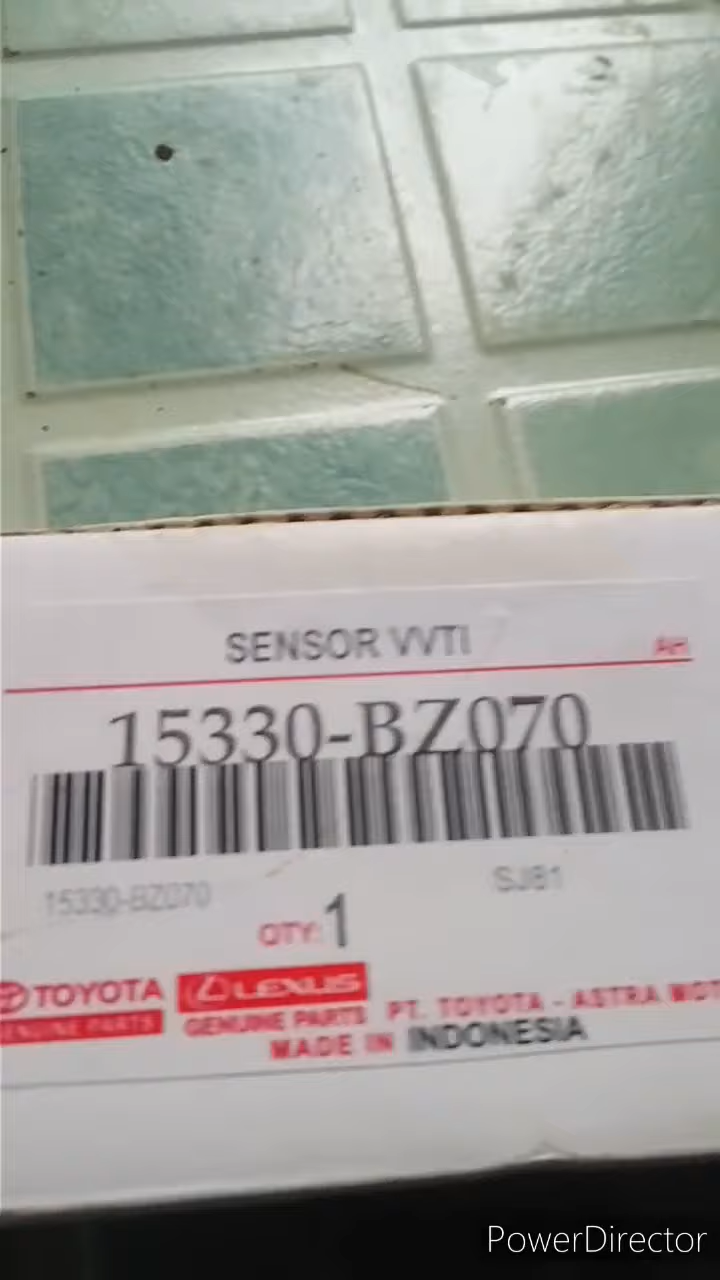 SENSOR VVTI
AH
15330-BZ070
15330-BZ070
SJ81
QTY: 1
TOYOTA
GENUINE PARTS
LEXUS
GENUINE PARTS
PT. TOYOTA - ASTRA MOT
MADE IN INDONESIA
PowerDirector